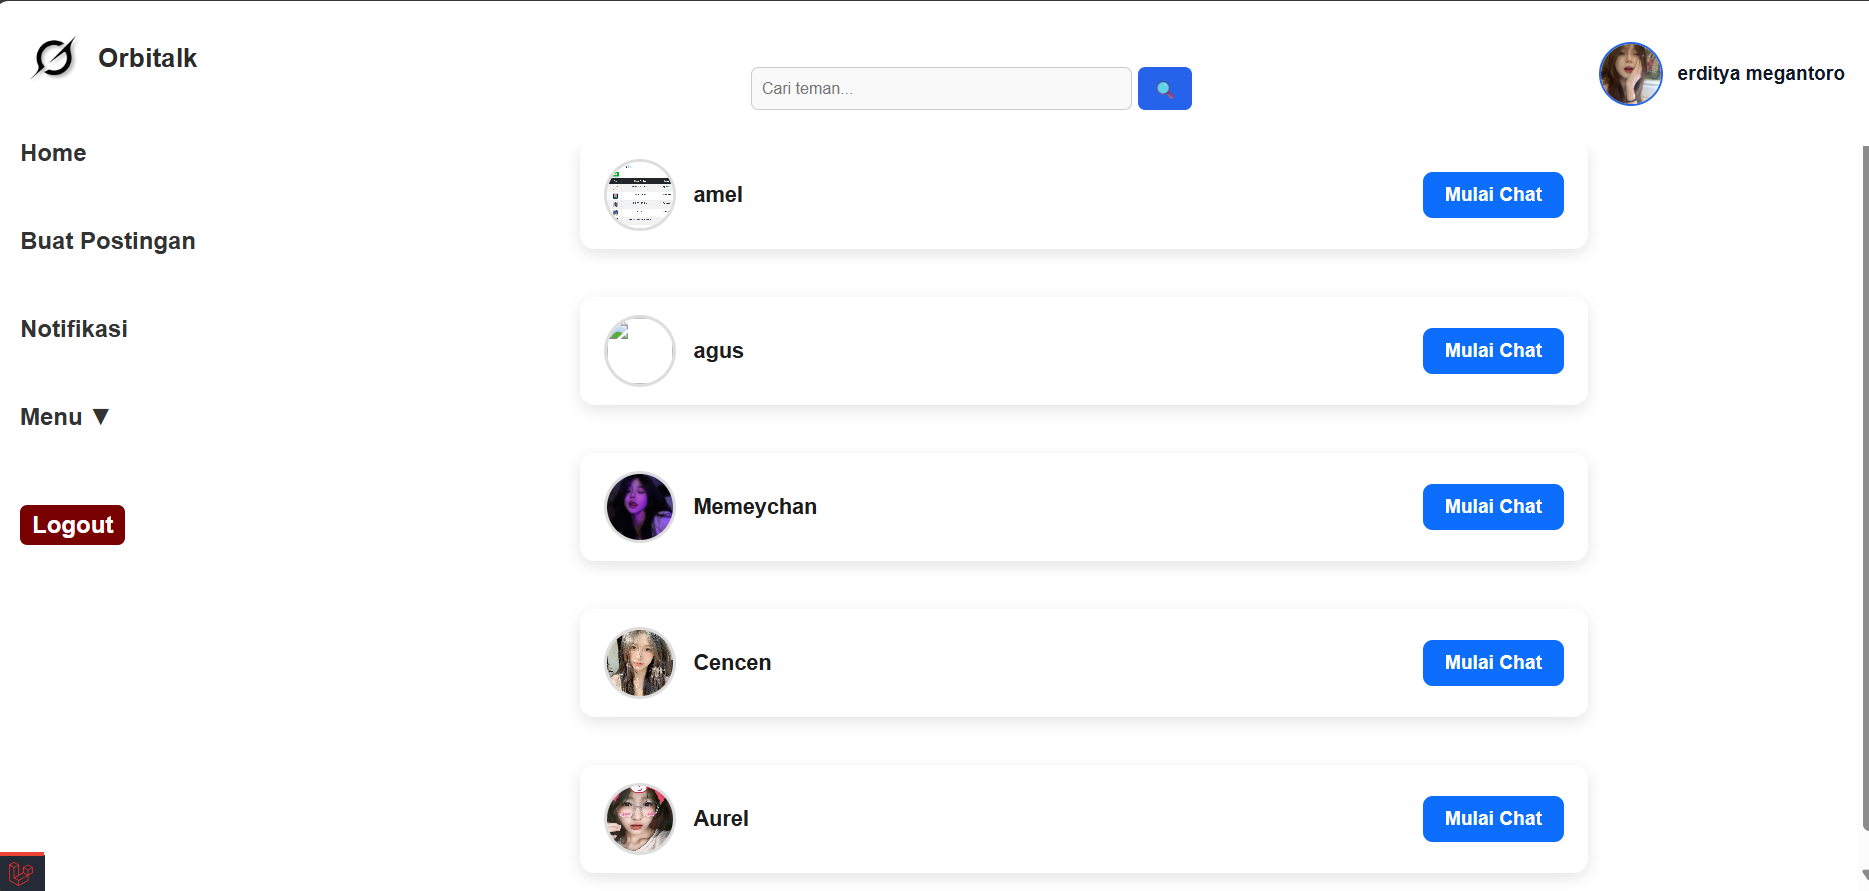 Orbitalk
Cari teman...
erditya megantoro
Home
Buat Postingan
Notifikasi
Menu ▼
Logout
amel
Mulai Chat
agus
Mulai Chat
Memeychan
Mulai Chat
Cencen
Mulai Chat
Aurel
Mulai Chat